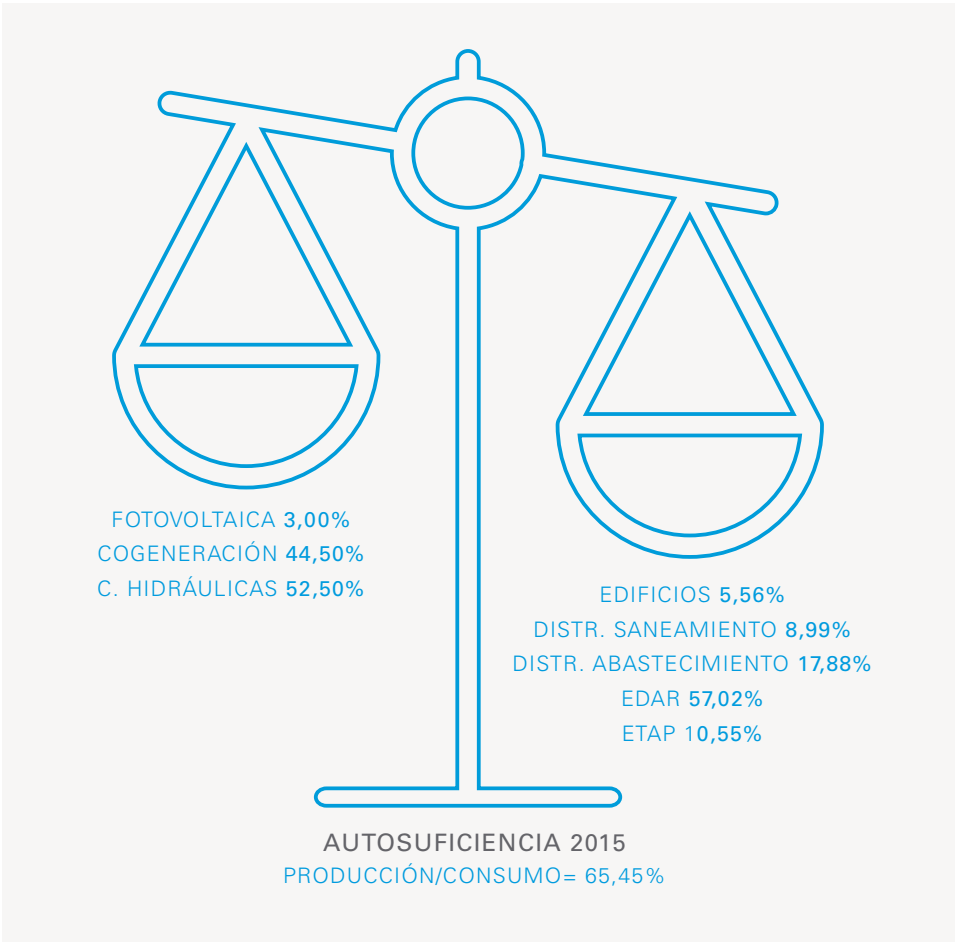 FOTOVOLTAICA 3,00%
COGENERACIÓN 44,50%
C. HIDRÁULICAS 52,50%
EDIFICIOS 5,56%
DISTR. SANEAMIENTO 8,99%
DISTR. ABASTECIMIENTO 17,88%
EDAR 57,02%
ETAP 10,55%
AUTOSUFICIENCIA 2015
PRODUCCIÓN/CONSUMO= 65,45%